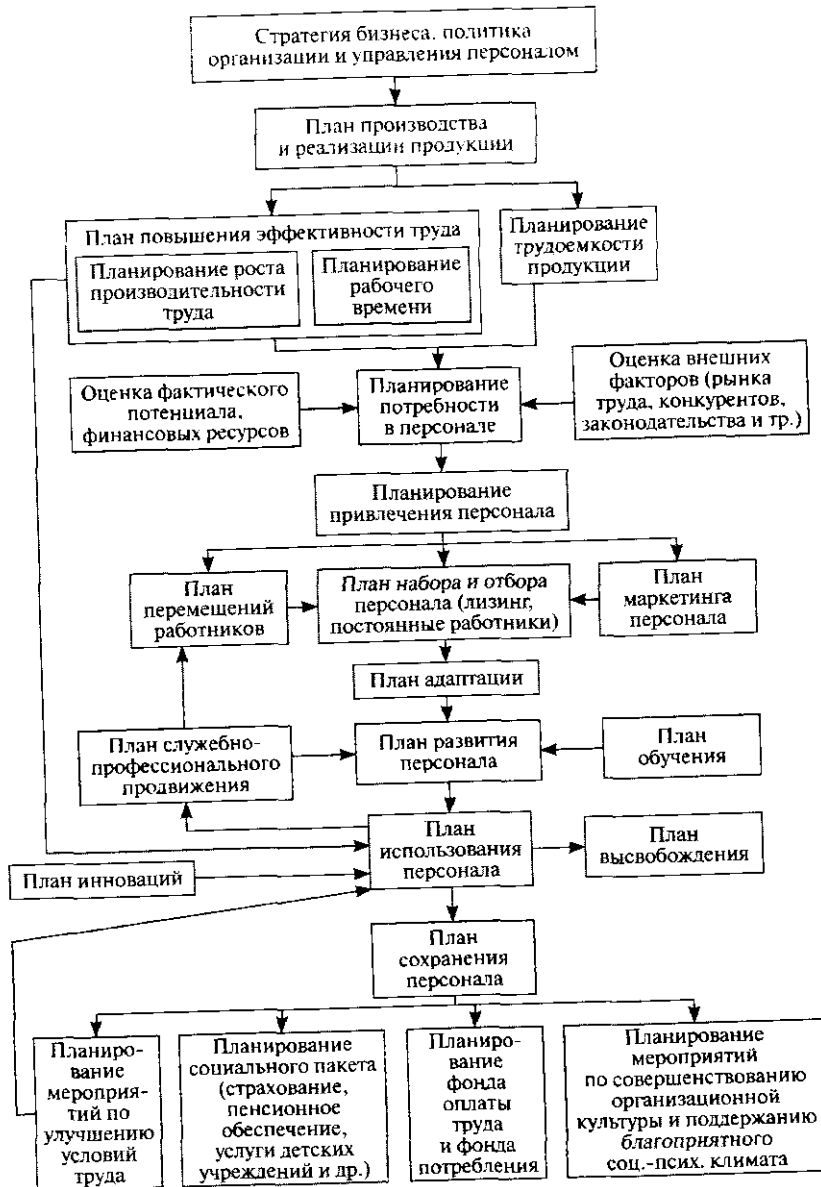 Стратегия бизнеса, политика
организации и управления персоналом
План производства
и реализации продукции
План повышения эффективности труда
Планирование роста
производительности
труда
Планирование
рабочего
времени
Планирование
трудоемкости
продукции
Оценка фактического
потенциала,
финансовых ресурсов
Планирование
потребности
в персонале
Оценка внешних
факторов (рынка
труда, конкурентов,
законодательства и тр.)
Планирование
привлечения персонала
План
перемещений
работников
План набора и отбора
персонала (лизинг,
постоянные работники)
План
маркетинга
персонала
План адаптации
План служебно-
профессионального
продвижения
План развития
персонала
План
обучения
План
использования
персонала
План
высвобождения
План инноваций
План
сохранения
персонала
Планиро-
вание
мероприя-
тий по
улучшению
условий
труда
Планирование
социального пакета
(страхование,
пенсионное
обеспечение,
услуги детских
учреждений и др.)
Планиро-
вание
фонда
оплаты
труда
и фонда
потребления
Планирование
мероприятий
по совершенствованию
организационной
культуры и поддержанию
благоприятного
соц.-псих. климата